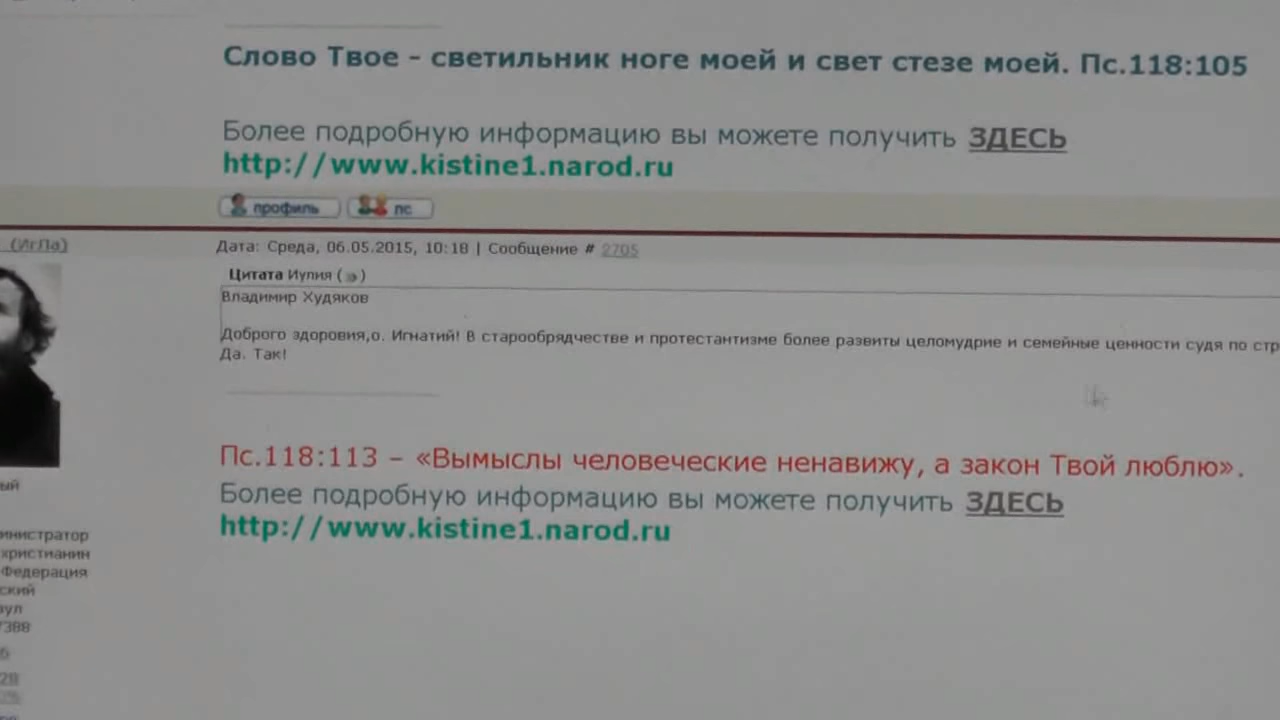 Слово Твое - светильник ноге моей и свет стезе моей. Пс.118:105
Более подробную информацию вы можете получить ЗДЕСЬ
http://www.kistine1.narod.ru
профиль пс
(ИгЛа)
Дата: Среда, 06.05.2015, 10:18 | Сообщение # 2705
Цитата Иулия ( )
Владимир Худяков
Доброго здоровия,о. Игнатий! В старообрядчестве и протестантизме более развиты целомудрие и семейные ценности судя по стр
Да. Так!
Пс.118:113 – «Вымыслы человеческие ненавижу, а закон Твой люблю».
Более подробную информацию вы можете получить ЗДЕСЬ
http://www.kistine1.narod.ru
ый
министратор
христианин
Федерация
ский
аул
7388
6
28